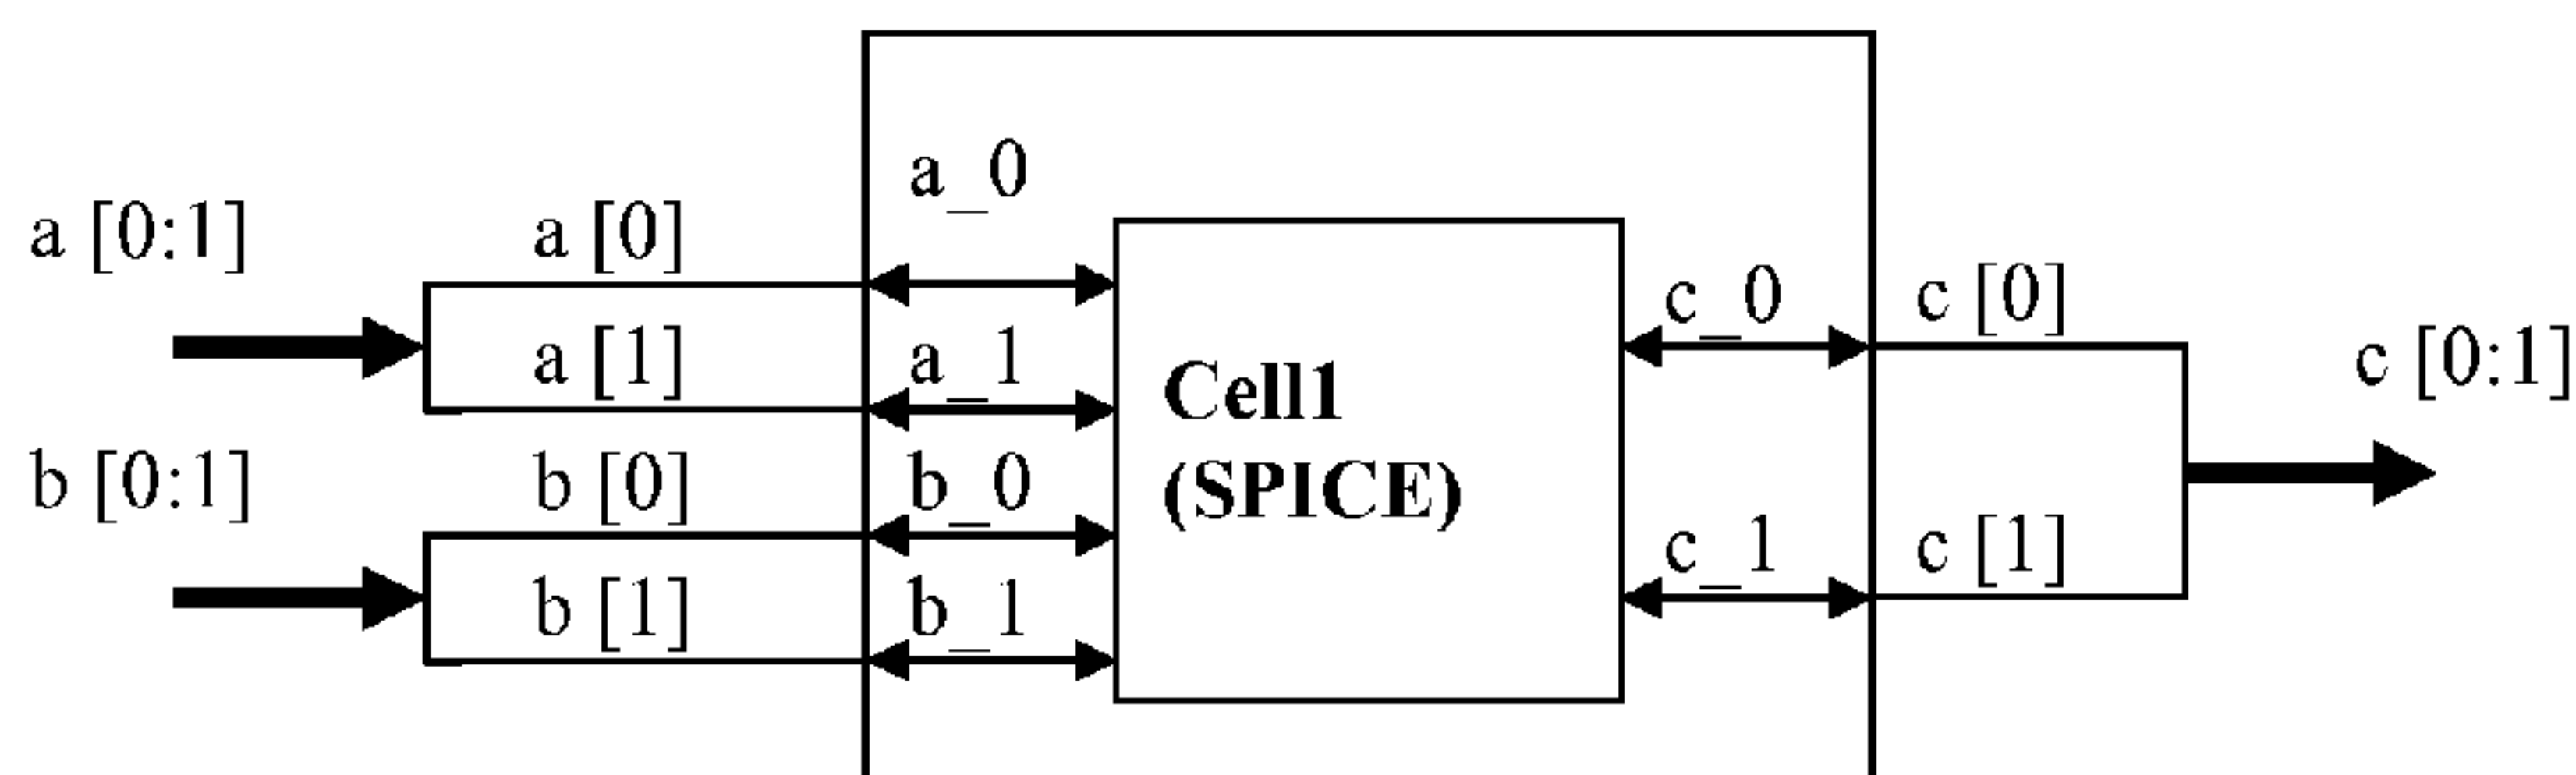 a_0
a [0:1]
a [0]
a [1]
a_1
b [0:1]
b [0]
b_0
b [1]
b_1
Cell1
(SPICE)
c_0
c [0]
c_1
c [1]
c [0:1]